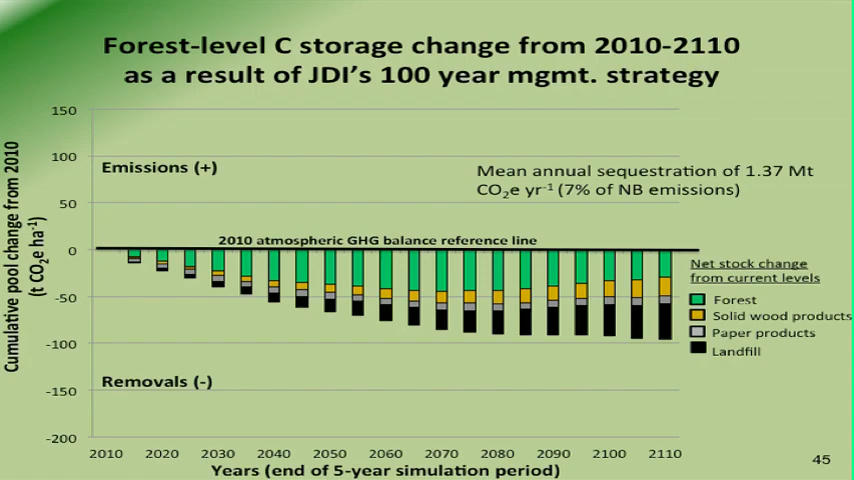 Forest-level C storage change from 2010-2110
as a result of JDI's 100 year mgmt. strategy
Cumulative pool change from 2010
(t CO₂e ha⁻¹)
150
100
50
0
-50
-100
-150
-200
Emissions (+)
Mean annual sequestration of 1.37 Mt
CO₂e yr⁻¹ (7% of NB emissions)
2010 atmospheric GHG balance reference line
Net stock change
from current levels
Forest
Solid wood products
Paper products
Landfill
Removals (-)
2010 2020 2030 2040 2050 2060 2070 2080 2090 2100 2110
Years (end of 5-year simulation period)
45